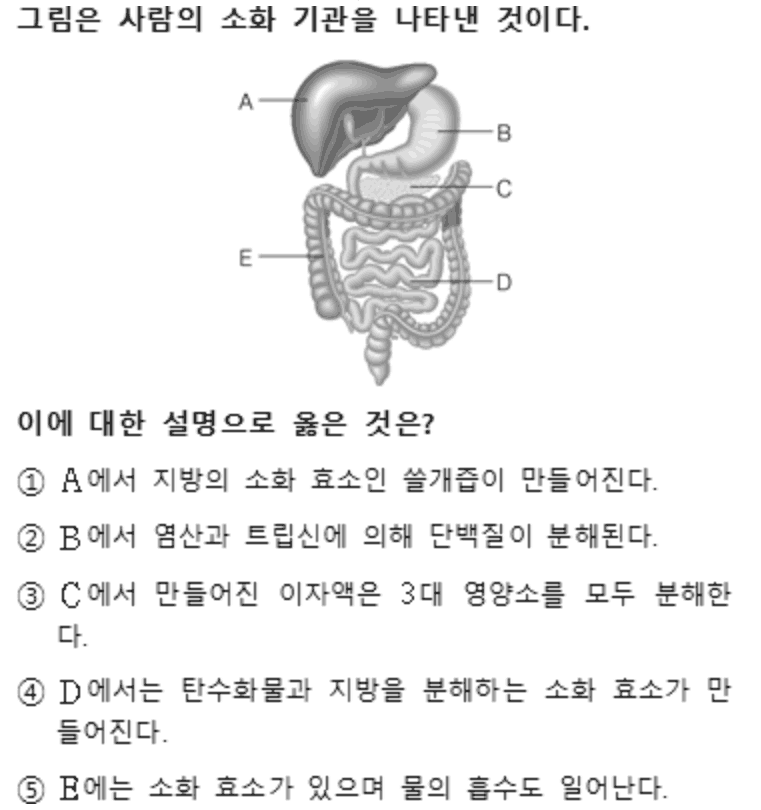 그림은 사람의 소화 기관을 나타낸 것이다.
A
B
C
E
D
이에 대한 설명으로 옳은 것은?
① A에서 지방의 소화 효소인 쓸개즙이 만들어진다.
② B에서 염산과 트립신에 의해 단백질이 분해된다.
③ C에서 만들어진 이자액은 3대 영양소를 모두 분해한
다.
④ D에서는 탄수화물과 지방을 분해하는 소화 효소가 만
들어진다.
⑤ E에는 소화 효소가 있으며 물의 흡수도 일어난다.